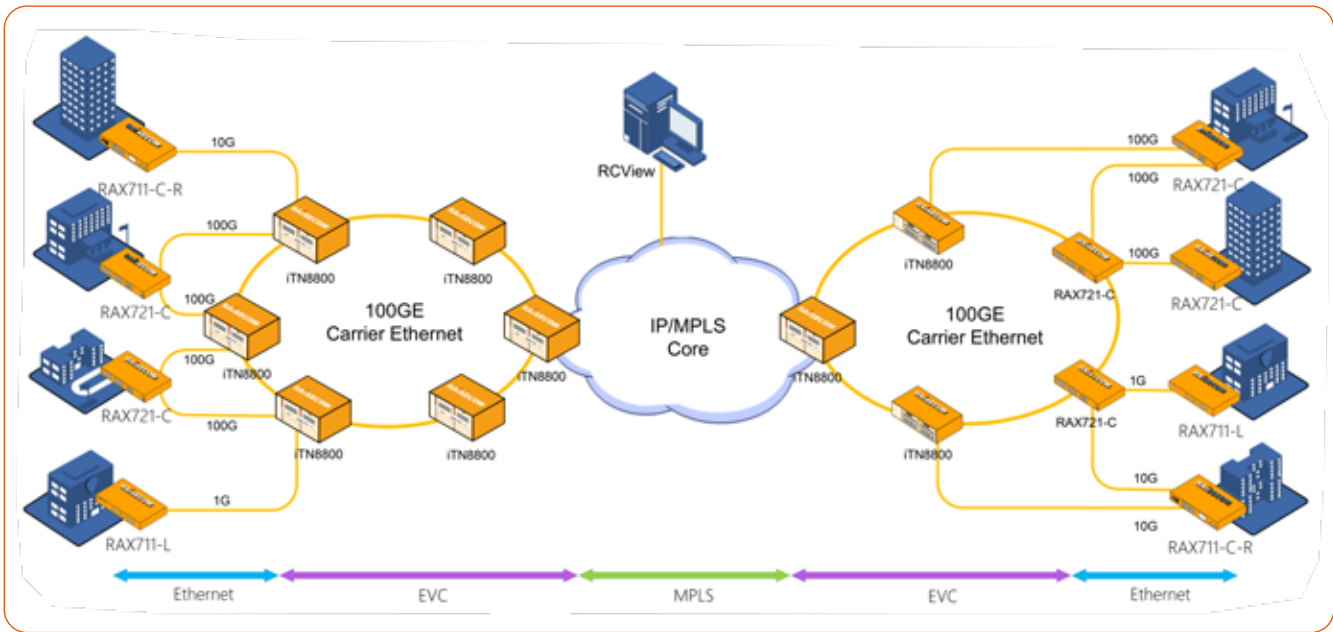 10G
RAX711-C-R
100G
100G
RAX721-C
100G
100G
RAX721-C
1G
RAX711-L
iTN8800
iTN8800
iTN8800
iTN8800
iTN8800
iTN8800
100GE
Carrier Ethernet
RCView
IP/MPLS
Core
iTN8800
iTN8800
iTN8800
100GE
Carrier Ethernet
RAX721-C
RAX721-C
100G
100G
RAX721-C
100G
RAX721-C
1G
RAX711-L
10G
10G
RAX711-C-R
Ethernet
EVC
MPLS
EVC
Ethernet